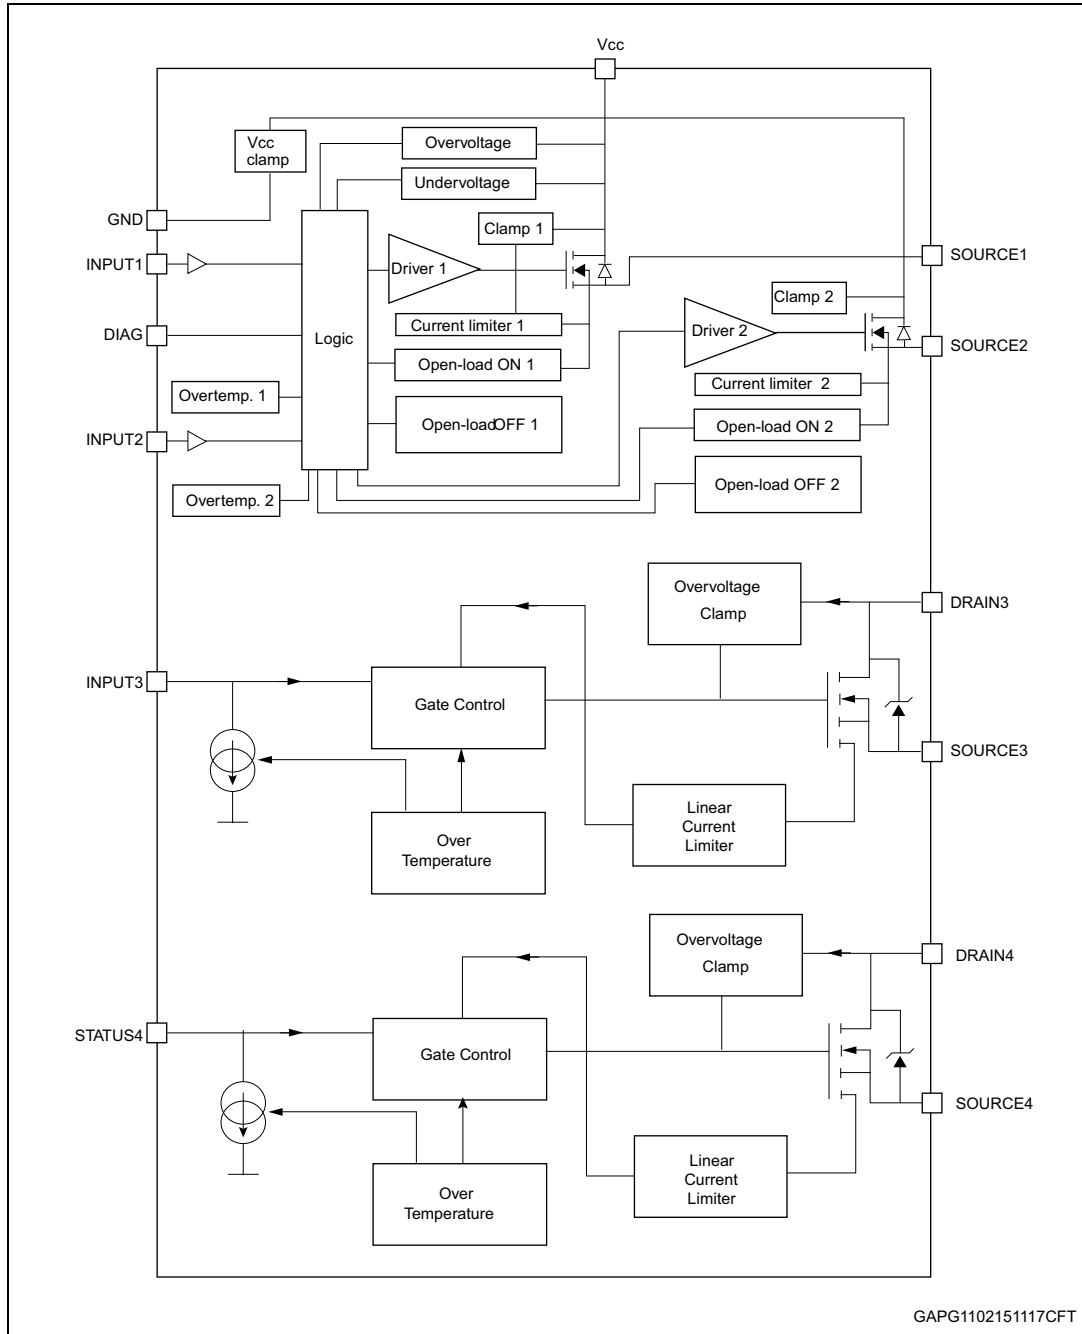 Vcc
Vcc
clamp
Overvoltage
Undervoltage
GND
Clamp 1
INPUT1
Driver 1
SOURCE1
Clamp 2
DIAG
Logic
Current limiter 1
Driver 2
SOURCE2
Open-load ON 1
Current limiter 2
Overtemp. 1
INPUT2
Open-loadOFF 1
Open-load ON 2
Overtemp. 2
Open-load OFF 2
Overvoltage
Clamp
DRAIN3
INPUT3
Gate Control
SOURCE3
Over
Temperature
Linear
Current
Limiter
Overvoltage
Clamp
DRAIN4
STATUS4
Gate Control
SOURCE4
Over
Temperature
Linear
Current
Limiter
GAPG1102151117CFT